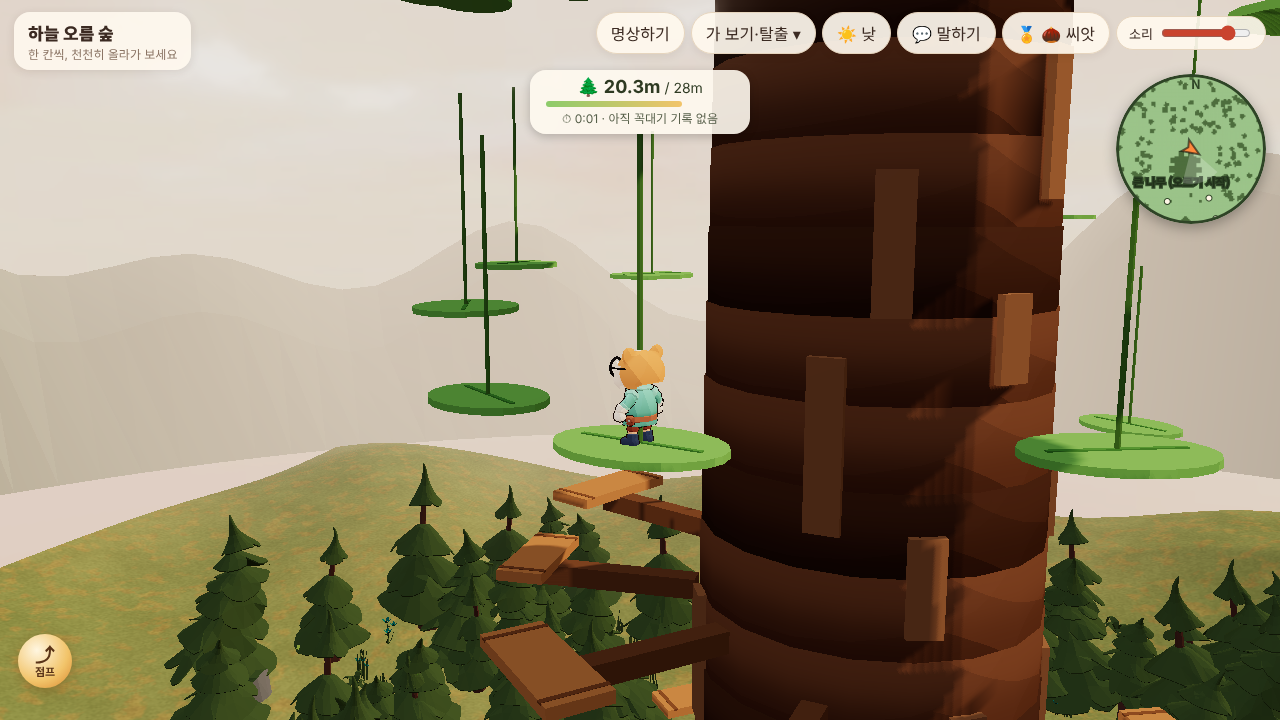 하늘 오름 숲
한 칸씩, 천천히 올라가 보세요
명상하기
가 보기·탈출 ▾
☀️ 낮
💬 말하기
🏅 🌰 씨앗
소리
🌲 20.3m / 28m
⏱ 0:01 · 아직 꼭대기 기록 없음
N
점프